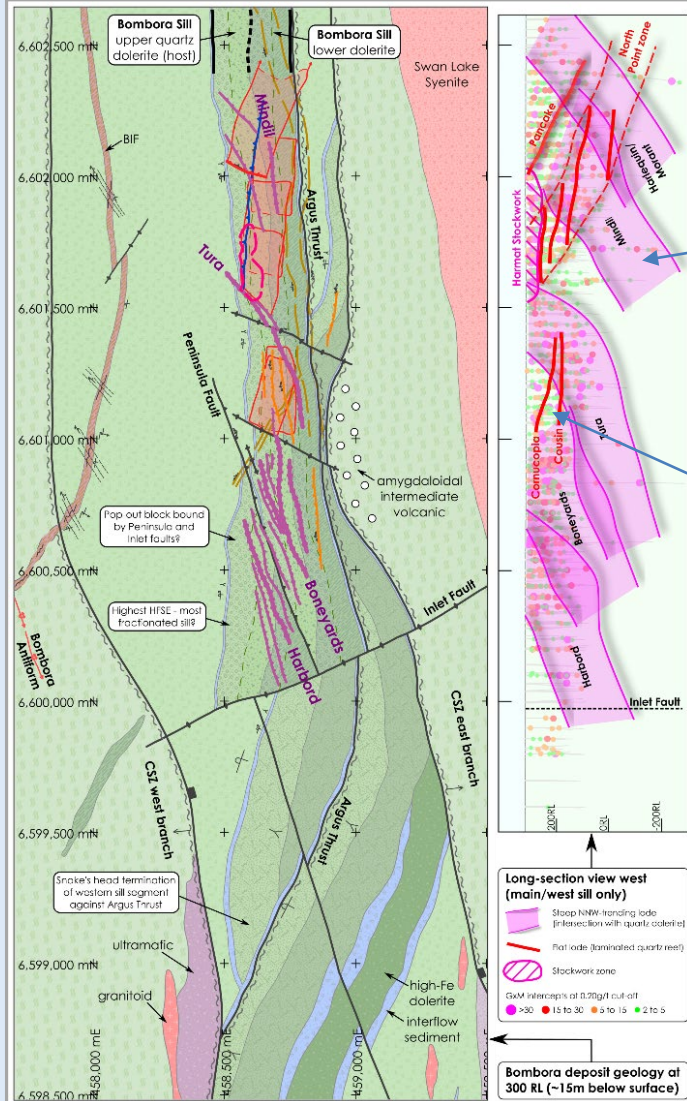 Bombora Sill
upper quartz
dolerite (host)
Bombora Sill
lower dolerite
Swan Lake
Syenite
6,602,500 mN
BIF
Mindil
6,602,000 mN
Argus Thrust
Tura
6,601,500 mN
Peninsula Fault
6,601,000 mN
amygdaloidal
intermediate
volcanic
Pop out block bound
by Peninsula and
Inlet faults?
6,600,500 mN
Highest HFSE - most
fractionated sill?
Boneyards
Inlet Fault
Bombora
Antiform
Harbord
6,600,000 mN
CSZ west branch
CSZ east branch
6,599,500 mN
Argus Thrust
Snake's head termination
of western sill segment
against Argus Thrust
ultramafic
6,599,000 mN
granitoid
high-Fe
dolerite
interflow
sediment
6,598,500 mN
458,000 mE
458,500 mE
459,000 mE
North
Point zone
Pancake
Harlequin/
Morant
Mindil
Harmat Stockwork
Cornucopia
Cousin
Tura
Boneyards
Harbord
Inlet Fault
200RL
0RL
-200RL
Long-section view west
(main/west sill only)
Steep NNW-trending lode
(intersection with quartz dolerite)
Flat lode (laminated quartz reef)
Stockwork zone
GxM intercepts at 0.20g/t cut-off
>30 15 to 30 5 to 15 2 to 5
Bombora deposit geology at
300 RL (~15m below surface)